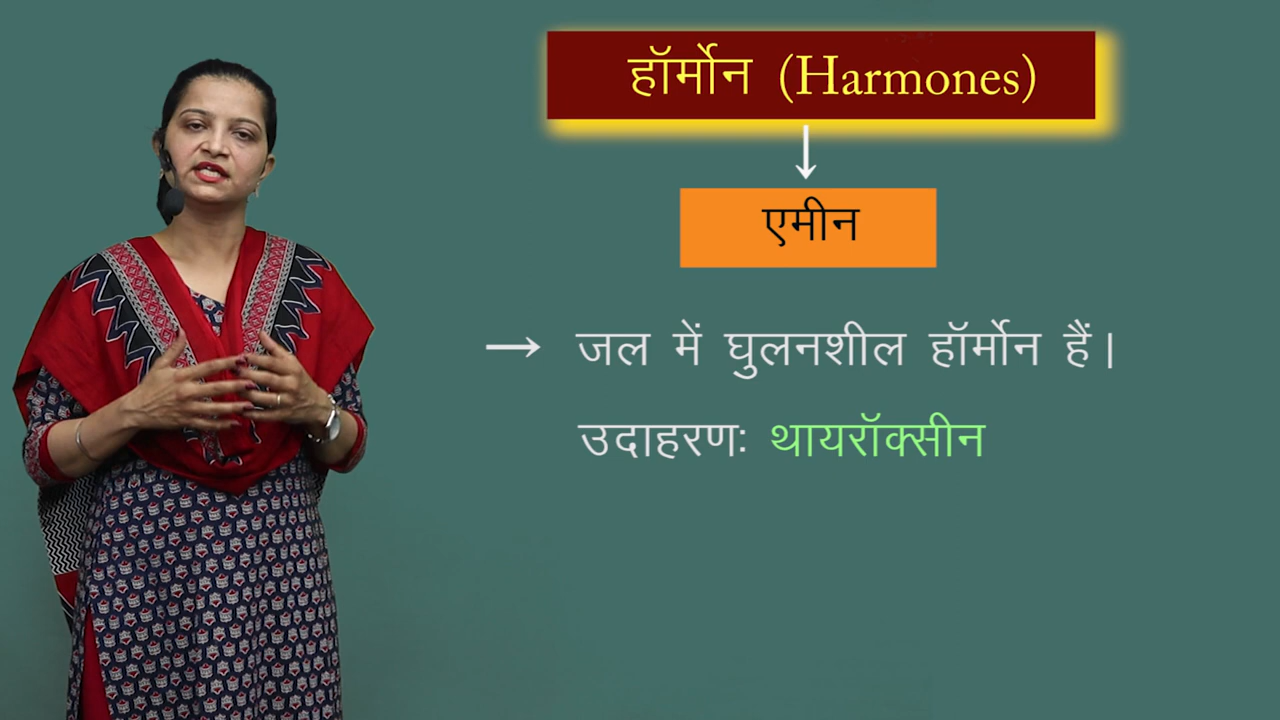 हॉर्मोन (Harmones)
↓
एमीन
→ जल में घुलनशील हॉर्मोन हैं।
उदाहरण: थायरॉक्सीन